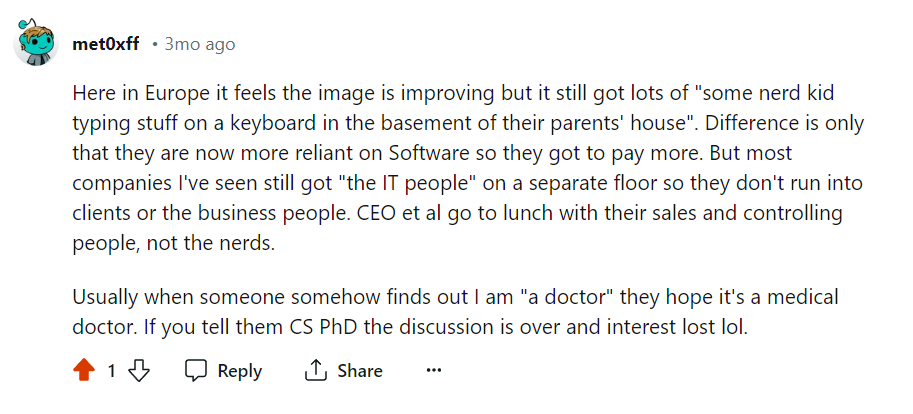 met0xff • 3mo ago
Here in Europe it feels the image is improving but it still got lots of "some nerd kid
typing stuff on a keyboard in the basement of their parents' house". Difference is only
that they are now more reliant on Software so they got to pay more. But most
companies I've seen still got "the IT people" on a separate floor so they don't run into
clients or the business people. CEO et al go to lunch with their sales and controlling
people, not the nerds.
Usually when someone somehow finds out I am "a doctor" they hope it's a medical
doctor. If you tell them CS PhD the discussion is over and interest lost lol.
1 Reply Share ...